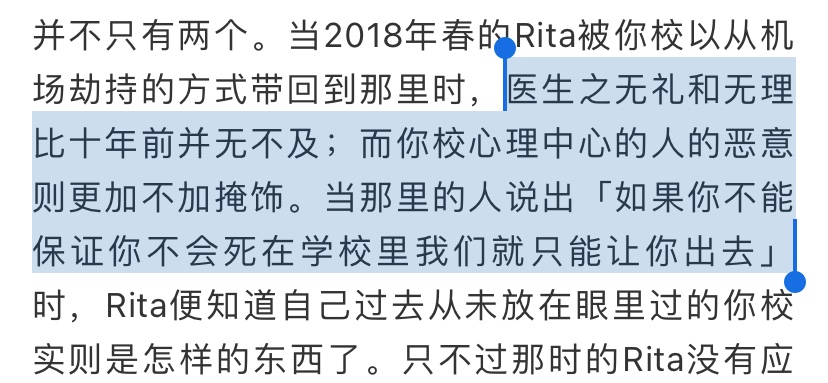 并不只有两个。当2018年春的Rita被你校以从机
场劫持的方式带回到那里时，医生之无礼和无理
比十年前并无不及；而你校心理中心的人的恶意
则更加不加掩饰。当那里的人说出「如果你不能
保证你不会死在学校里我们就只能让你出去」
时，Rita便知道自己过去从未放在眼里过的你校
实则是怎样的东西了。只不过那时的Rita没有应